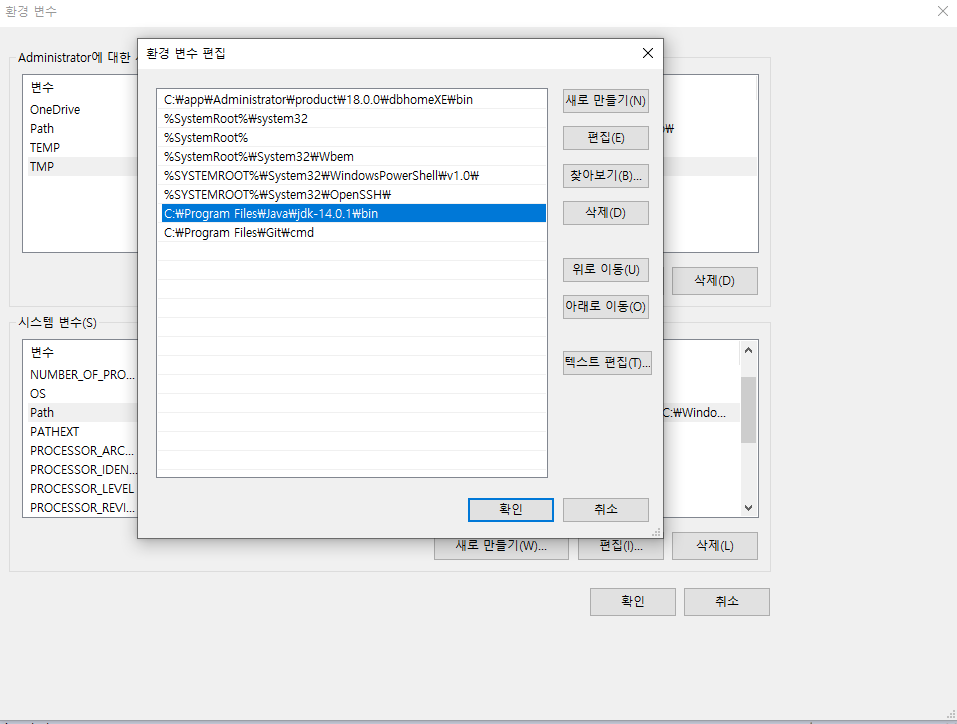 환경 변수
Administrator에 대한
변수
OneDrive
Path
TEMP
TMP
삭제(D)
환경 변수 편집
C:₩app₩Administrator₩product₩18.0.0₩dbhomeXE₩bin
%SystemRoot%₩system32
%SystemRoot%
%SystemRoot%₩System32₩Wbem
%SYSTEMROOT%₩System32₩WindowsPowerShell₩v1.0₩
%SYSTEMROOT%₩System32₩OpenSSH₩
C:₩Program Files₩Java₩jdk-14.0.1₩bin
C:₩Program Files₩Git₩cmd
새로 만들기(N)
편집(E)
찾아보기(B)...
삭제(D)
위로 이동(U)
아래로 이동(O)
텍스트 편집(T)...
확인
취소
시스템 변수(S)
변수
NUMBER_OF_PRO...
OS
Path
C:₩Windo...
PATHEXT
PROCESSOR_ARC...
PROCESSOR_IDEN...
PROCESSOR_LEVEL
PROCESSOR_REVI...
새로 만들기(W)...
편집(I)...
삭제(L)
확인
취소